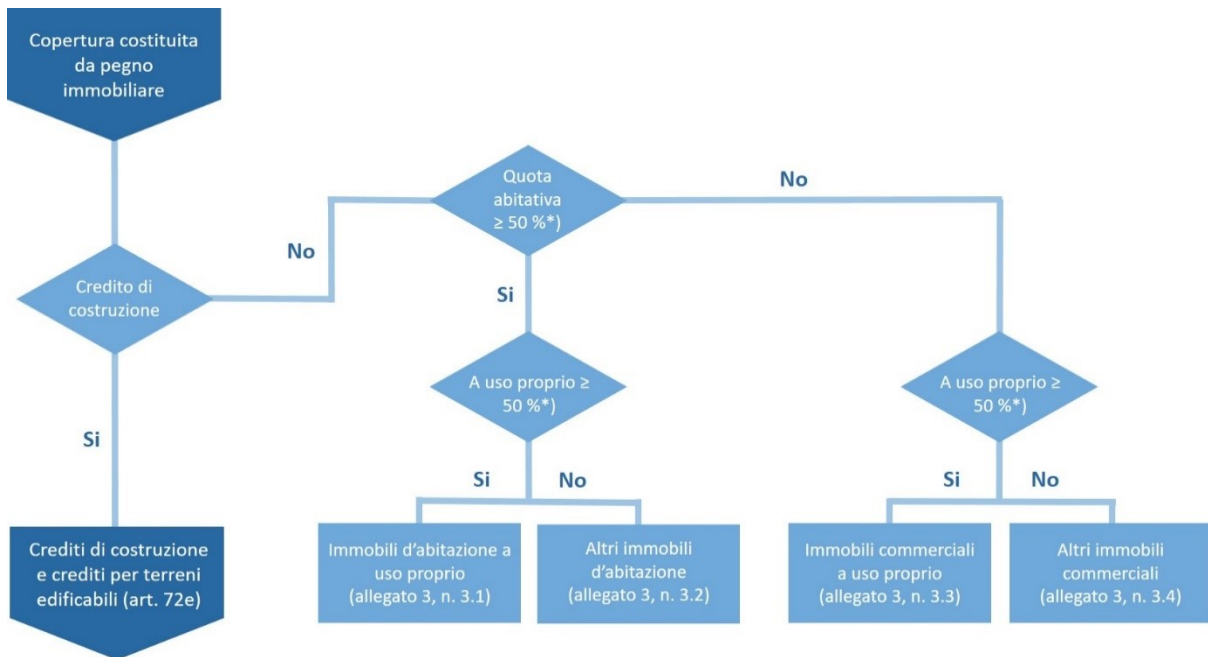 Copertura costituita
da pegno
immobiliare
Quota
abitativa
≥ 50 %*)
No
No
Credito di
costruzione
Si
A uso proprio ≥
50 %*)
A uso proprio ≥
50 %*)
Si
Si
No
Si
No
Crediti di costruzione
e crediti per terreni
edificabili (art. 72e)
Immobili d'abitazione a
uso proprio
(allegato 3, n. 3.1)
Altri immobili
d'abitazione
(allegato 3, n. 3.2)
Immobili commerciali
a uso proprio
(allegato 3, n. 3.3)
Altri immobili
commerciali
(allegato 3, n. 3.4)